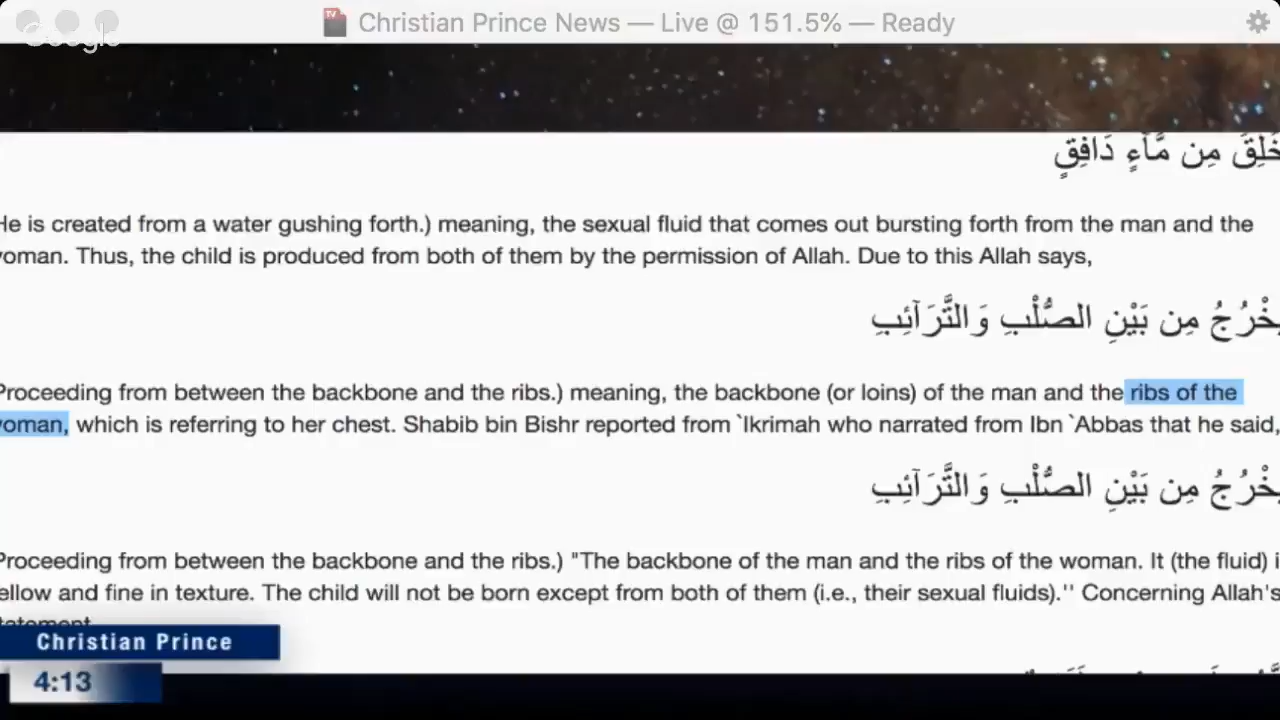 Christian Prince News — Live @ 151.5% — Ready
Google
خَلِقَ مِن مَّآءٍ دَافِقٍ
He is created from a water gushing forth.) meaning, the sexual fluid that comes out bursting forth from the man and the
woman. Thus, the child is produced from both of them by the permission of Allah. Due to this Allah says,
يَخْرُجُ مِن بَيْنِ الصُّلْبِ وَالتَّرَآئِبِ
Proceeding from between the backbone and the ribs.) meaning, the backbone (or loins) of the man and the ribs of the
woman, which is referring to her chest. Shabib bin Bishr reported from `Ikrimah who narrated from Ibn `Abbas that he said,
يَخْرُجُ مِن بَيْنِ الصُّلْبِ وَالتَّرَآئِبِ
Proceeding from between the backbone and the ribs.) "The backbone of the man and the ribs of the woman. It (the fluid) i
ellow and fine in texture. The child will not be born except from both of them (i.e., their sexual fluids).'' Concerning Allah's
statement
Christian Prince
4:13